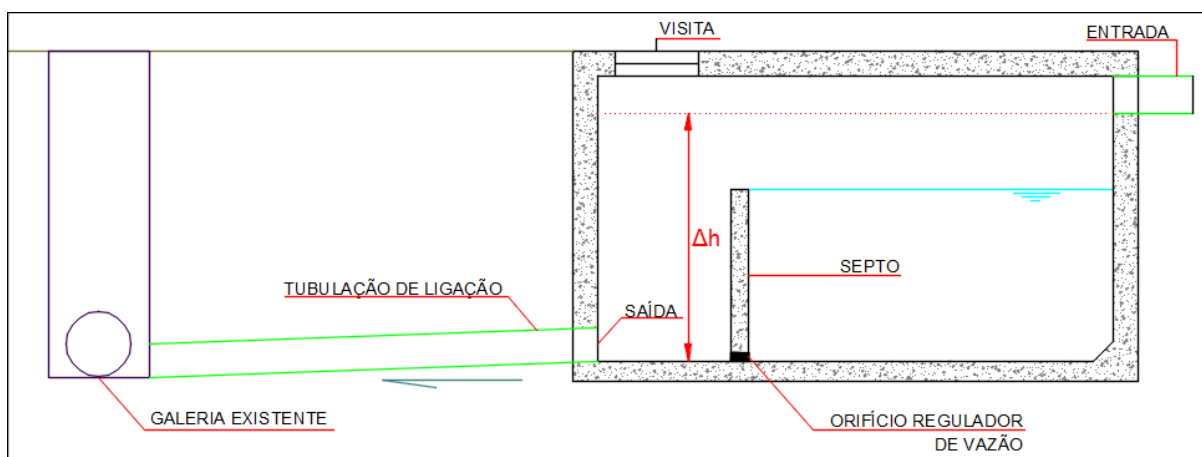 VISITA
ENTRADA
Δh
SEPTO
TUBULAÇÃO DE LIGAÇÃO
SAÍDA
GALERIA EXISTENTE
ORIFÍCIO REGULADOR
DE VAZÃO